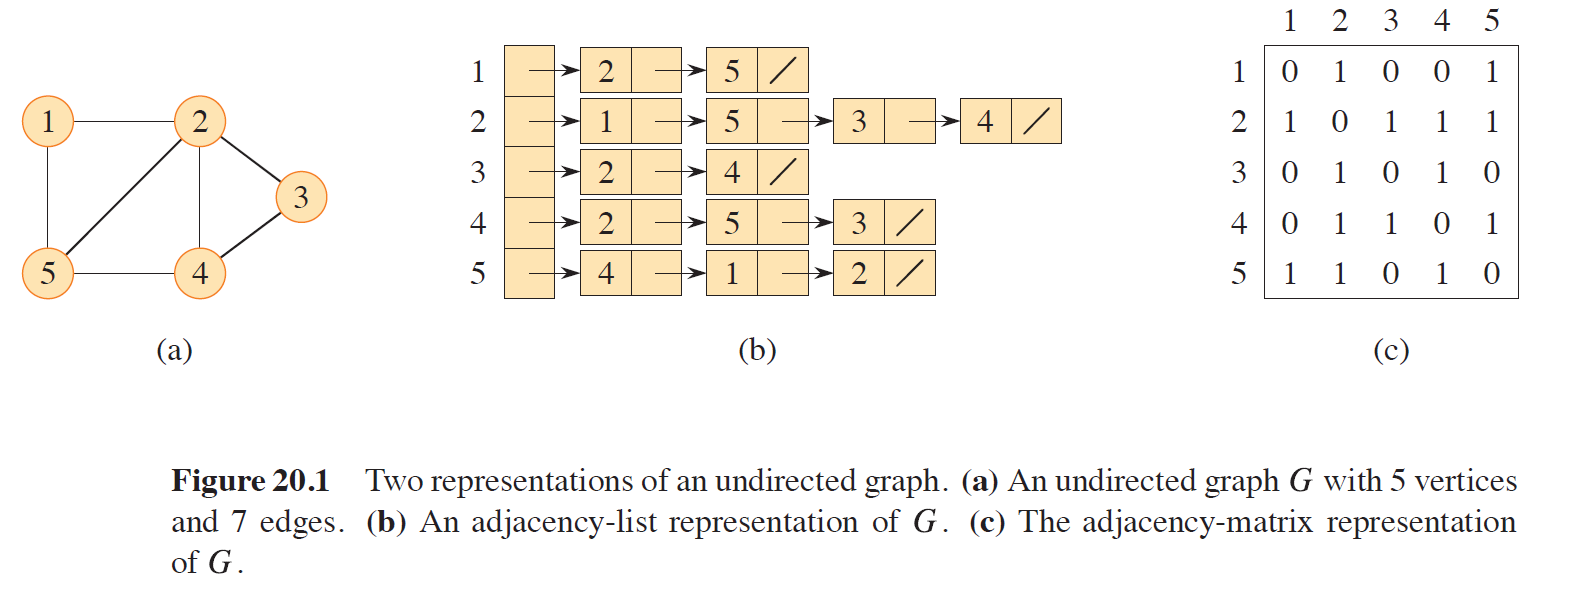 1 2
3
5 4
(a)
1 2 5
2 1 5 3 4
3 2 4
4 2 5 3
5 4 1 2
(b)
1 2 3 4 5
1 0 1 0 0 1
2 1 0 1 1 1
3 0 1 0 1 0
4 0 1 1 0 1
5 1 1 0 1 0
(c)
Figure 20.1 Two representations of an undirected graph. (a) An undirected graph G with 5 vertices
and 7 edges. (b) An adjacency-list representation of G. (c) The adjacency-matrix representation
of G.